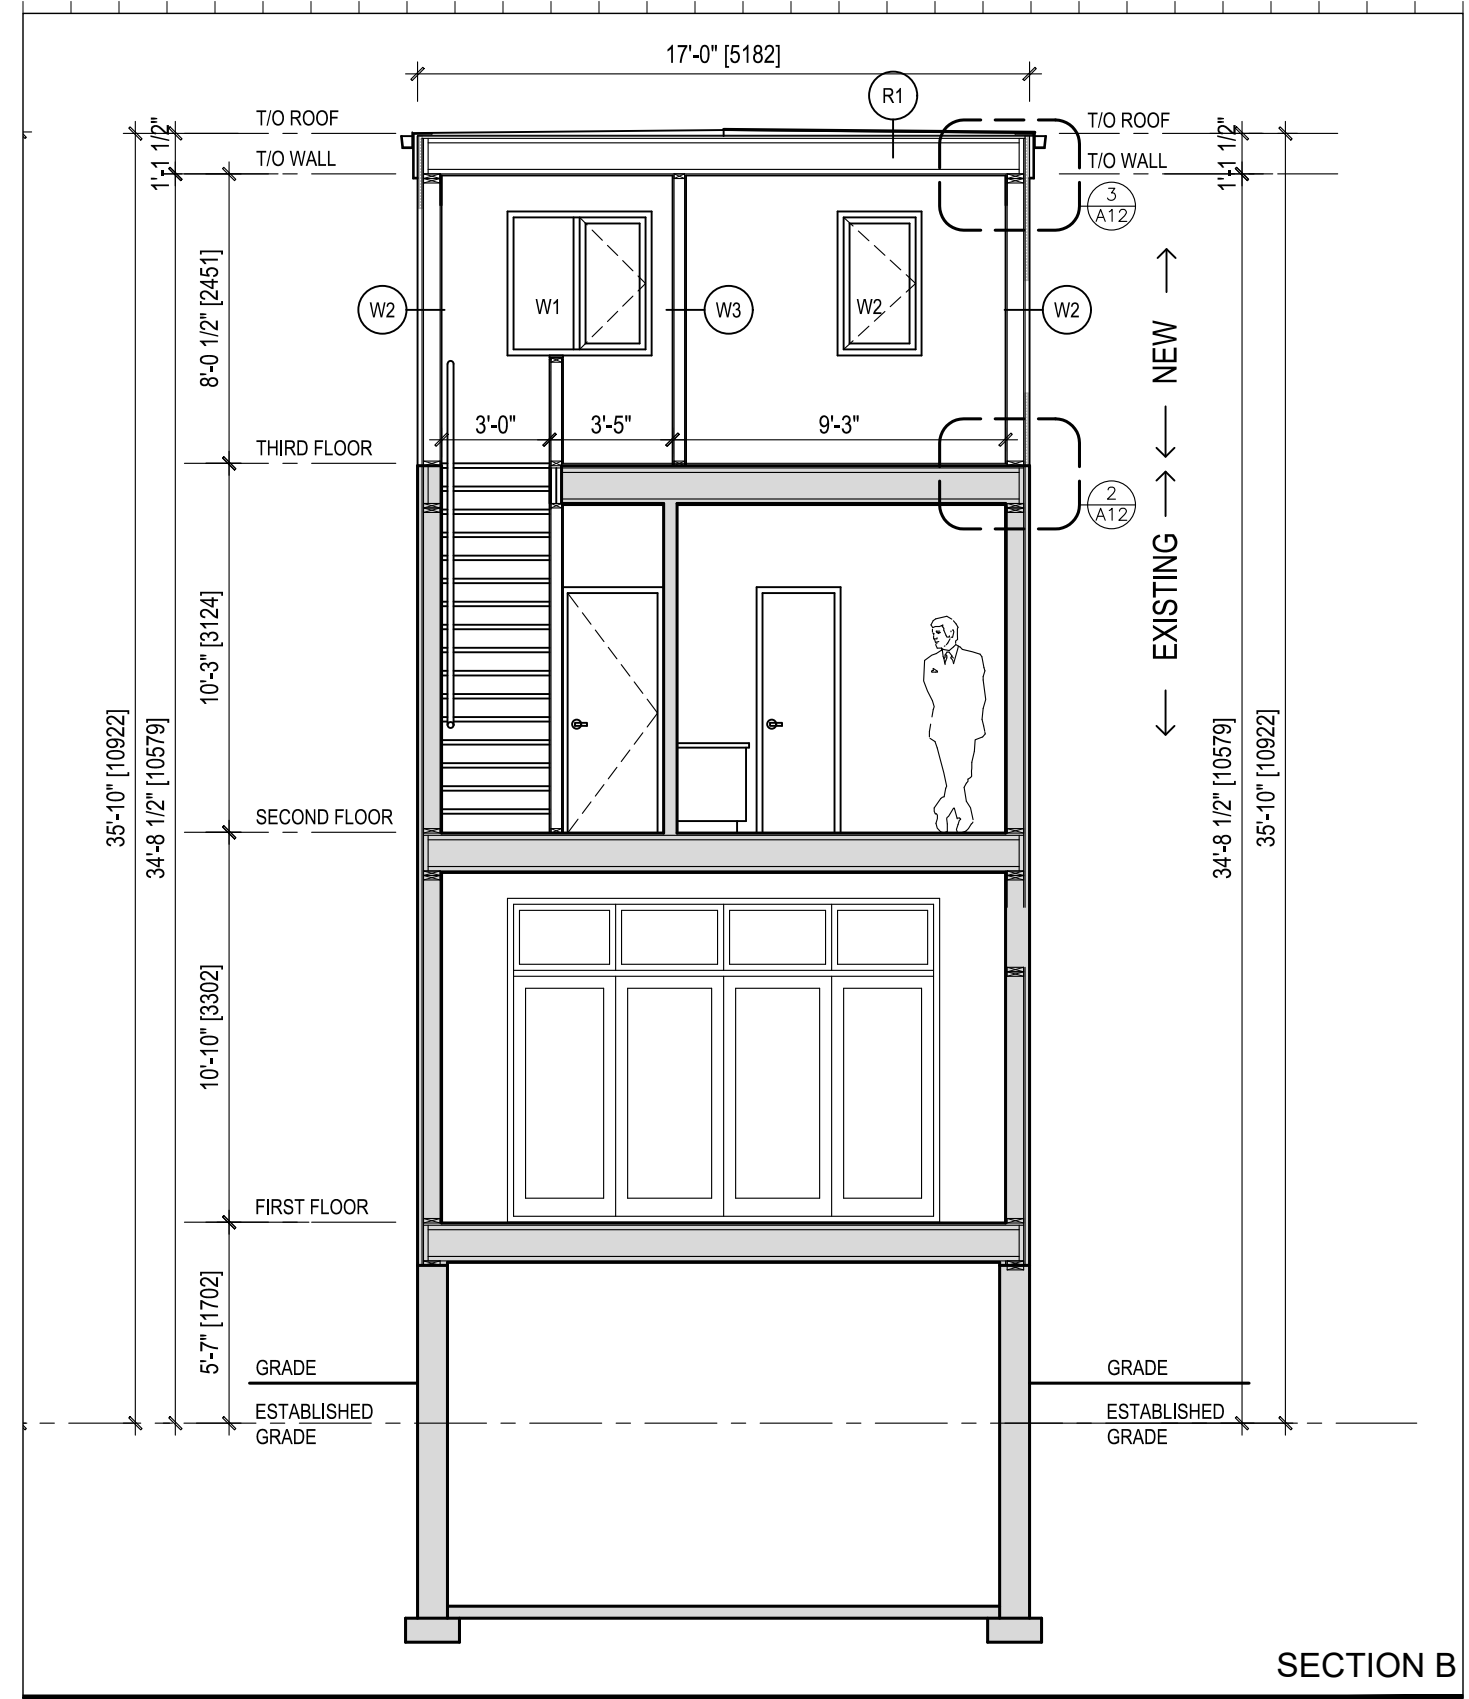 17'-0" [5182]
R1
T/O ROOF
T/O ROOF
1'-1 1/2"
1'-1 1/2"
T/O WALL
T/O WALL
3
A12
8'-0 1/2" [2451]
W2
W1
W3
W2
W2
NEW
3'-0"
3'-5"
9'-3"
THIRD FLOOR
2
A12
EXISTING
10'-3" [3124]
35'-10" [10922]
34'-8 1/2" [10579]
34'-8 1/2" [10579]
35'-10" [10922]
SECOND FLOOR
10'-10" [3302]
FIRST FLOOR
5'-7" [1702]
GRADE
GRADE
ESTABLISHED
GRADE
ESTABLISHED
GRADE
SECTION B